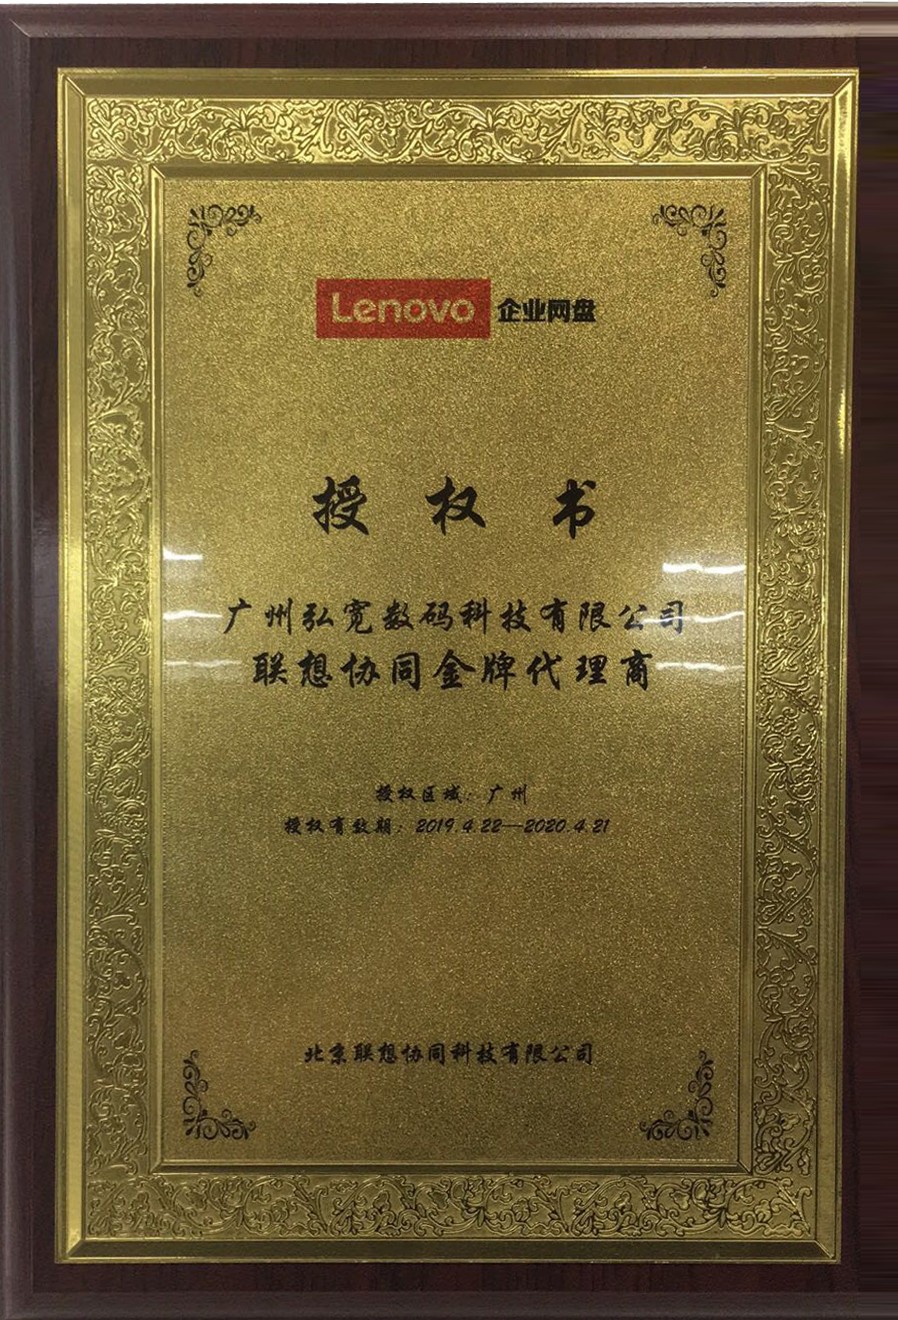 Lenovo 企业网盘
授权书
广州弘宽数码科技有限公司
联想协同金牌代理商
授权区域：广州
授权有效期：2019.4.22—2020.4.21
北京联想协同科技有限公司